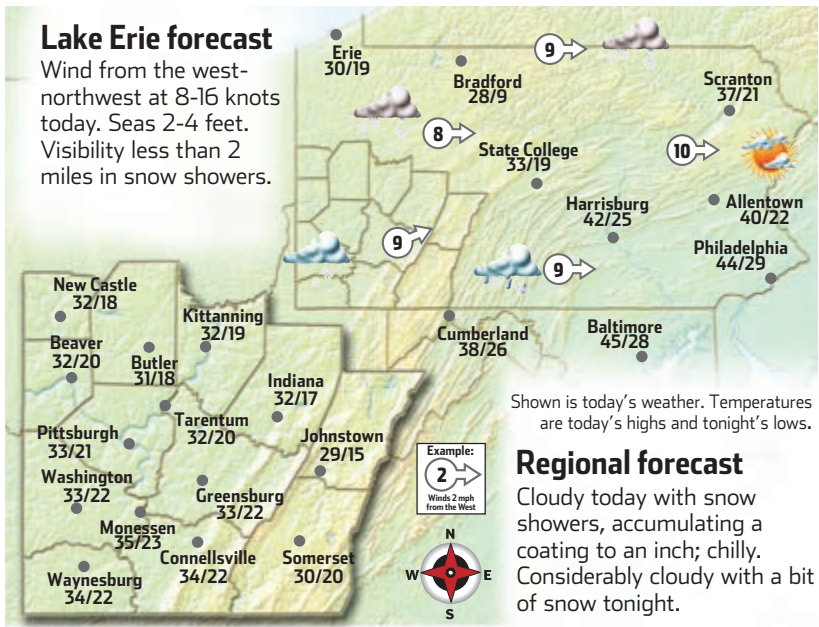 Lake Erie forecast
Wind from the west-
northwest at 8-16 knots
today. Seas 2-4 feet.
Visibility less than 2
miles in snow showers.
Erie
30/19
Bradford
28/9
9
Scranton
37/21
8
State College
33/19
10
Harrisburg
42/25
Allentown
40/22
9
Philadelphia
44/29
9
Cumberland
38/26
Baltimore
45/28
New Castle
32/18
Kittanning
32/19
Beaver
32/20
Butler
31/18
Indiana
32/17
Tarentum
32/20
Pittsburgh
33/21
Johnstown
29/15
Washington
33/22
Greensburg
33/22
Monessen
35/23
Connellsville
34/22
Somerset
30/20
Waynesburg
34/22
Shown is today's weather. Temperatures
are today's highs and tonight's lows.
Example:
2
Winds 2 mph
from the West
N
W
E
S
Regional forecast
Cloudy today with snow
showers, accumulating a
coating to an inch; chilly.
Considerably cloudy with a bit
of snow tonight.